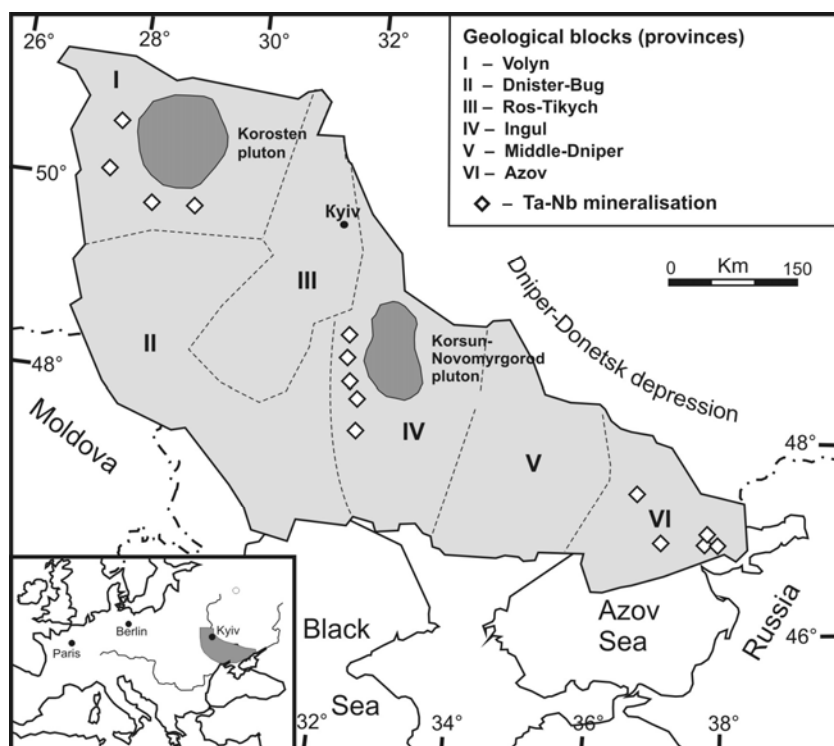 26° 28° 30° 32°
Geological blocks (provinces)
I – Volyn
II – Dnister-Bug
III – Ros-Tikych
IV – Ingul
V – Middle-Dniper
VI – Azov
– Ta-Nb mineralisation
I
Korosten
pluton
50°
Kyiv
0 Km 150
III
Dniper-Donetsk depression
II
48°
Korsun-
Novomyrgorod
pluton
Moldova
IV
48°
V
VI
Berlin
Kyiv
Paris
Black
Sea
Azov
Sea
Russia
46°
32° 34° 36° 38°